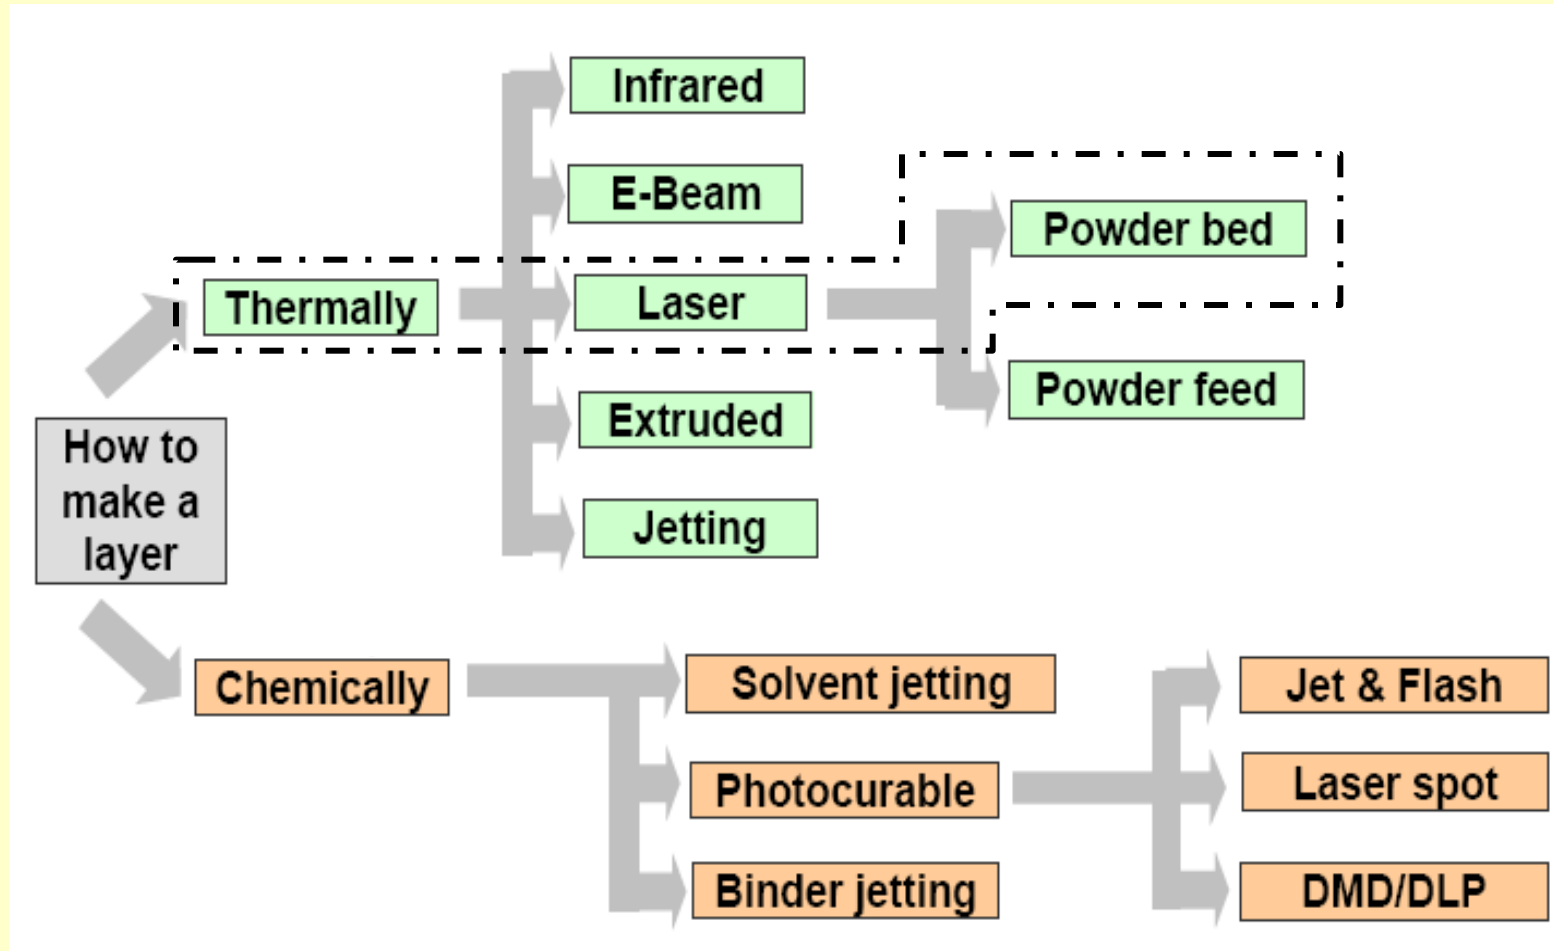 Infrared
E-Beam
Powder bed
Thermally
Laser
Powder feed
Extruded
How to
make a
layer
Jetting
Chemically
Solvent jetting
Jet & Flash
Photocurable
Laser spot
Binder jetting
DMD/DLP